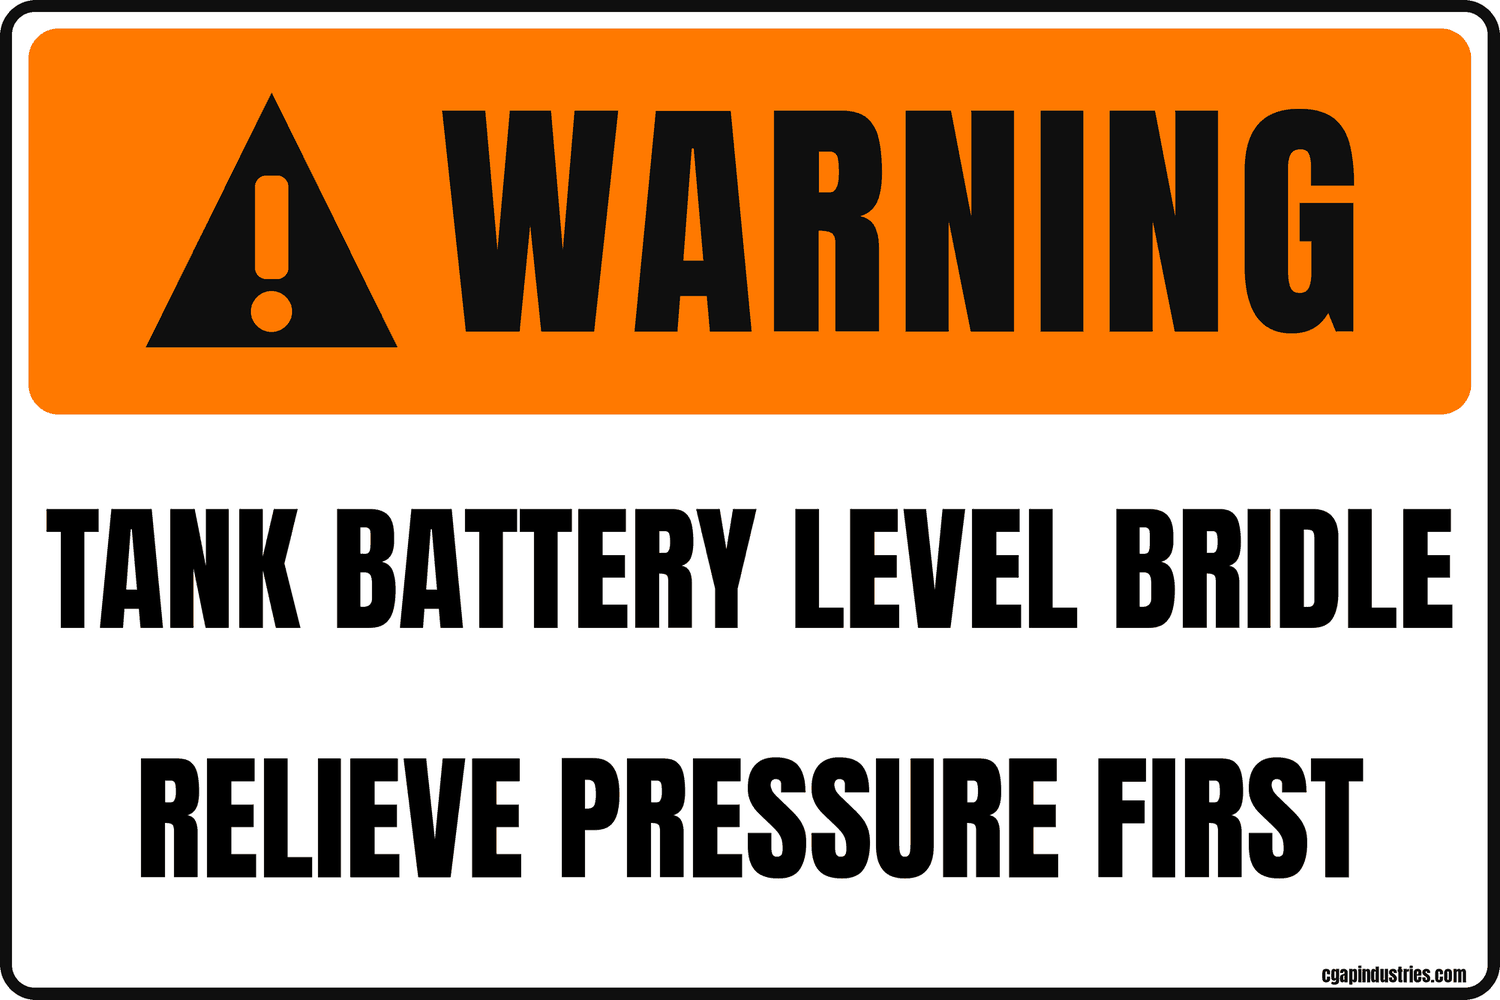 WARNING
TANK BATTERY LEVEL BRIDLE
RELIEVE PRESSURE FIRST
cgapindustries.com